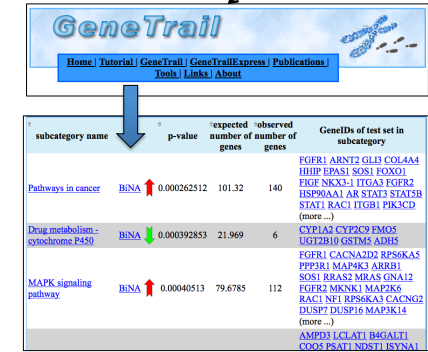 GeneTrail
Home | Tutorial | GeneTrail | GeneTrailExpress | Publications |
Tools | Links | About
? ? ?expected ?observed
subcategory name p-value number of number of GeneIDs of test set in
genes genes subcategory
FGFR1 ARNT2 GLI3 COL4A4
HHIP EPAS1 SOS1 FOXO1
FIGF NKX3-1 ITGA3 FGFR2
Pathways in cancer BiNA 0.000262512 101.32 140 HSP90AA1 AR STAT3 STAT5B
STAT1 RAC1 ITGB1 PIK3CD
(more ...)
Drug metabolism - cytochrome P450 BiNA 0.000392853 21.969 6 CYP1A2 CYP2C9 FMO5
UGT2B10 GSTM5 ADH5
FGFR1 CACNA2D2 RPS6KA5
PPP3R1 MAP4K3 ARRB1
SOS1 RRAS2 MRAS GNA12
MAPK signaling pathway BiNA 0.00040513 79.6785 112 FGFR2 MKNK1 MAP2K6
RAC1 NF1 RPS6KA3 CACNG2
DUSP7 DUSP16 MAP3K14
(more ...)
AMPD3 LCLAT1 B4GALT1
COQ5 PSAT1 NDST1 ISYNA1